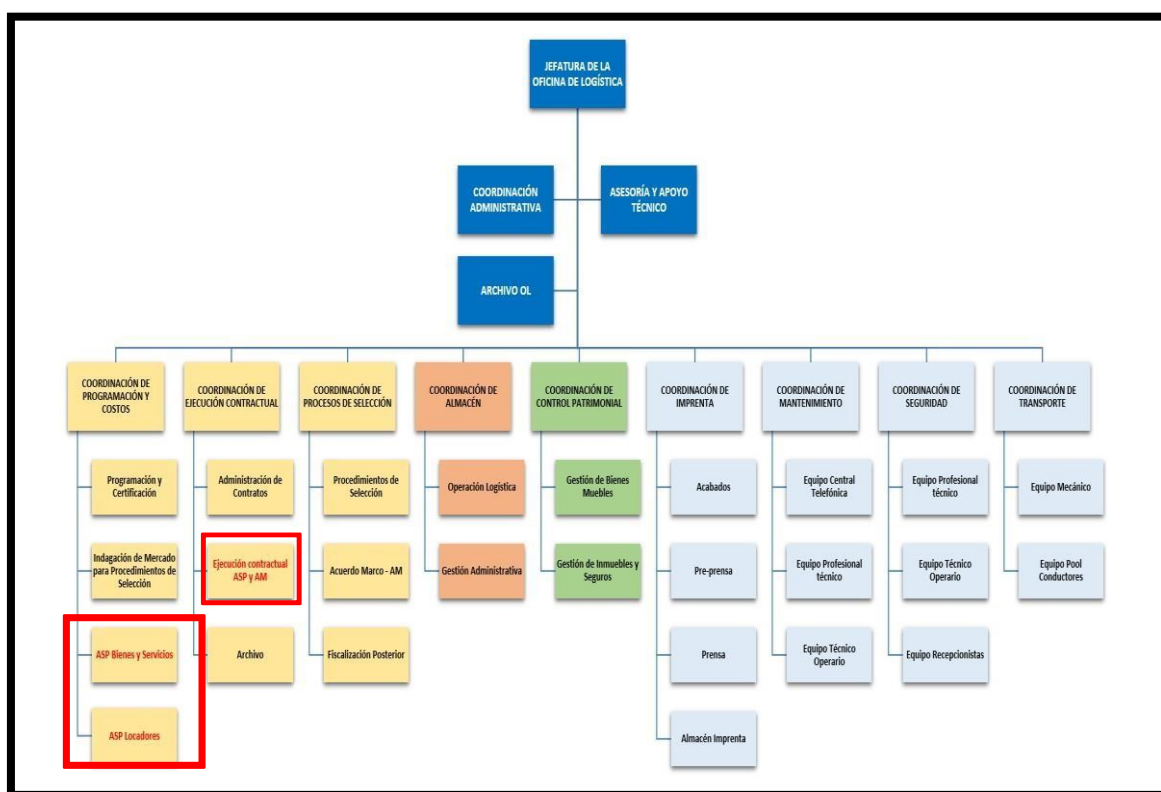 JEFATURA DE LA
OFICINA DE LOGÍSTICA
COORDINACIÓN
ADMINISTRATIVA
ASESORÍA Y APOYO
TÉCNICO
ARCHIVO OL
COORDINACIÓN DE
PROGRAMACIÓN Y
COSTOS
COORDINACIÓN DE
EJECUCIÓN CONTRACTUAL
COORDINACIÓN DE
PROCESOS DE SELECCIÓN
COORDINACIÓN DE
ALMACÉN
COORDINACIÓN DE
CONTROL PATRIMONIAL
COORDINACIÓN DE
IMPRENTA
COORDINACIÓN DE
MANTENIMIENTO
COORDINACIÓN DE
SEGURIDAD
COORDINACIÓN DE
TRANSPORTE
Programación y
Certificación
Administración de
Contratos
Procedimientos de
Selección
Operación Logística
Gestión de Bienes
Muebles
Acabados
Equipo Central
Telefónica
Equipo Profesional
técnico
Equipo Mecánico
Indagación de Mercado
para Procedimientos de
Selección
Ejecución contractual
ASP y AM
Acuerdo Marco - AM
Gestión Administrativa
Gestión de Inmuebles y
Seguros
Pre-prensa
Equipo Profesional
técnico
Equipo Técnico
Operario
Equipo Pool
Conductores
ASP Bienes y Servicios
Archivo
Fiscalización Posterior
Prensa
Equipo Técnico
Operario
Equipo Recepcionistas
ASP Locadores
Almacén Imprenta